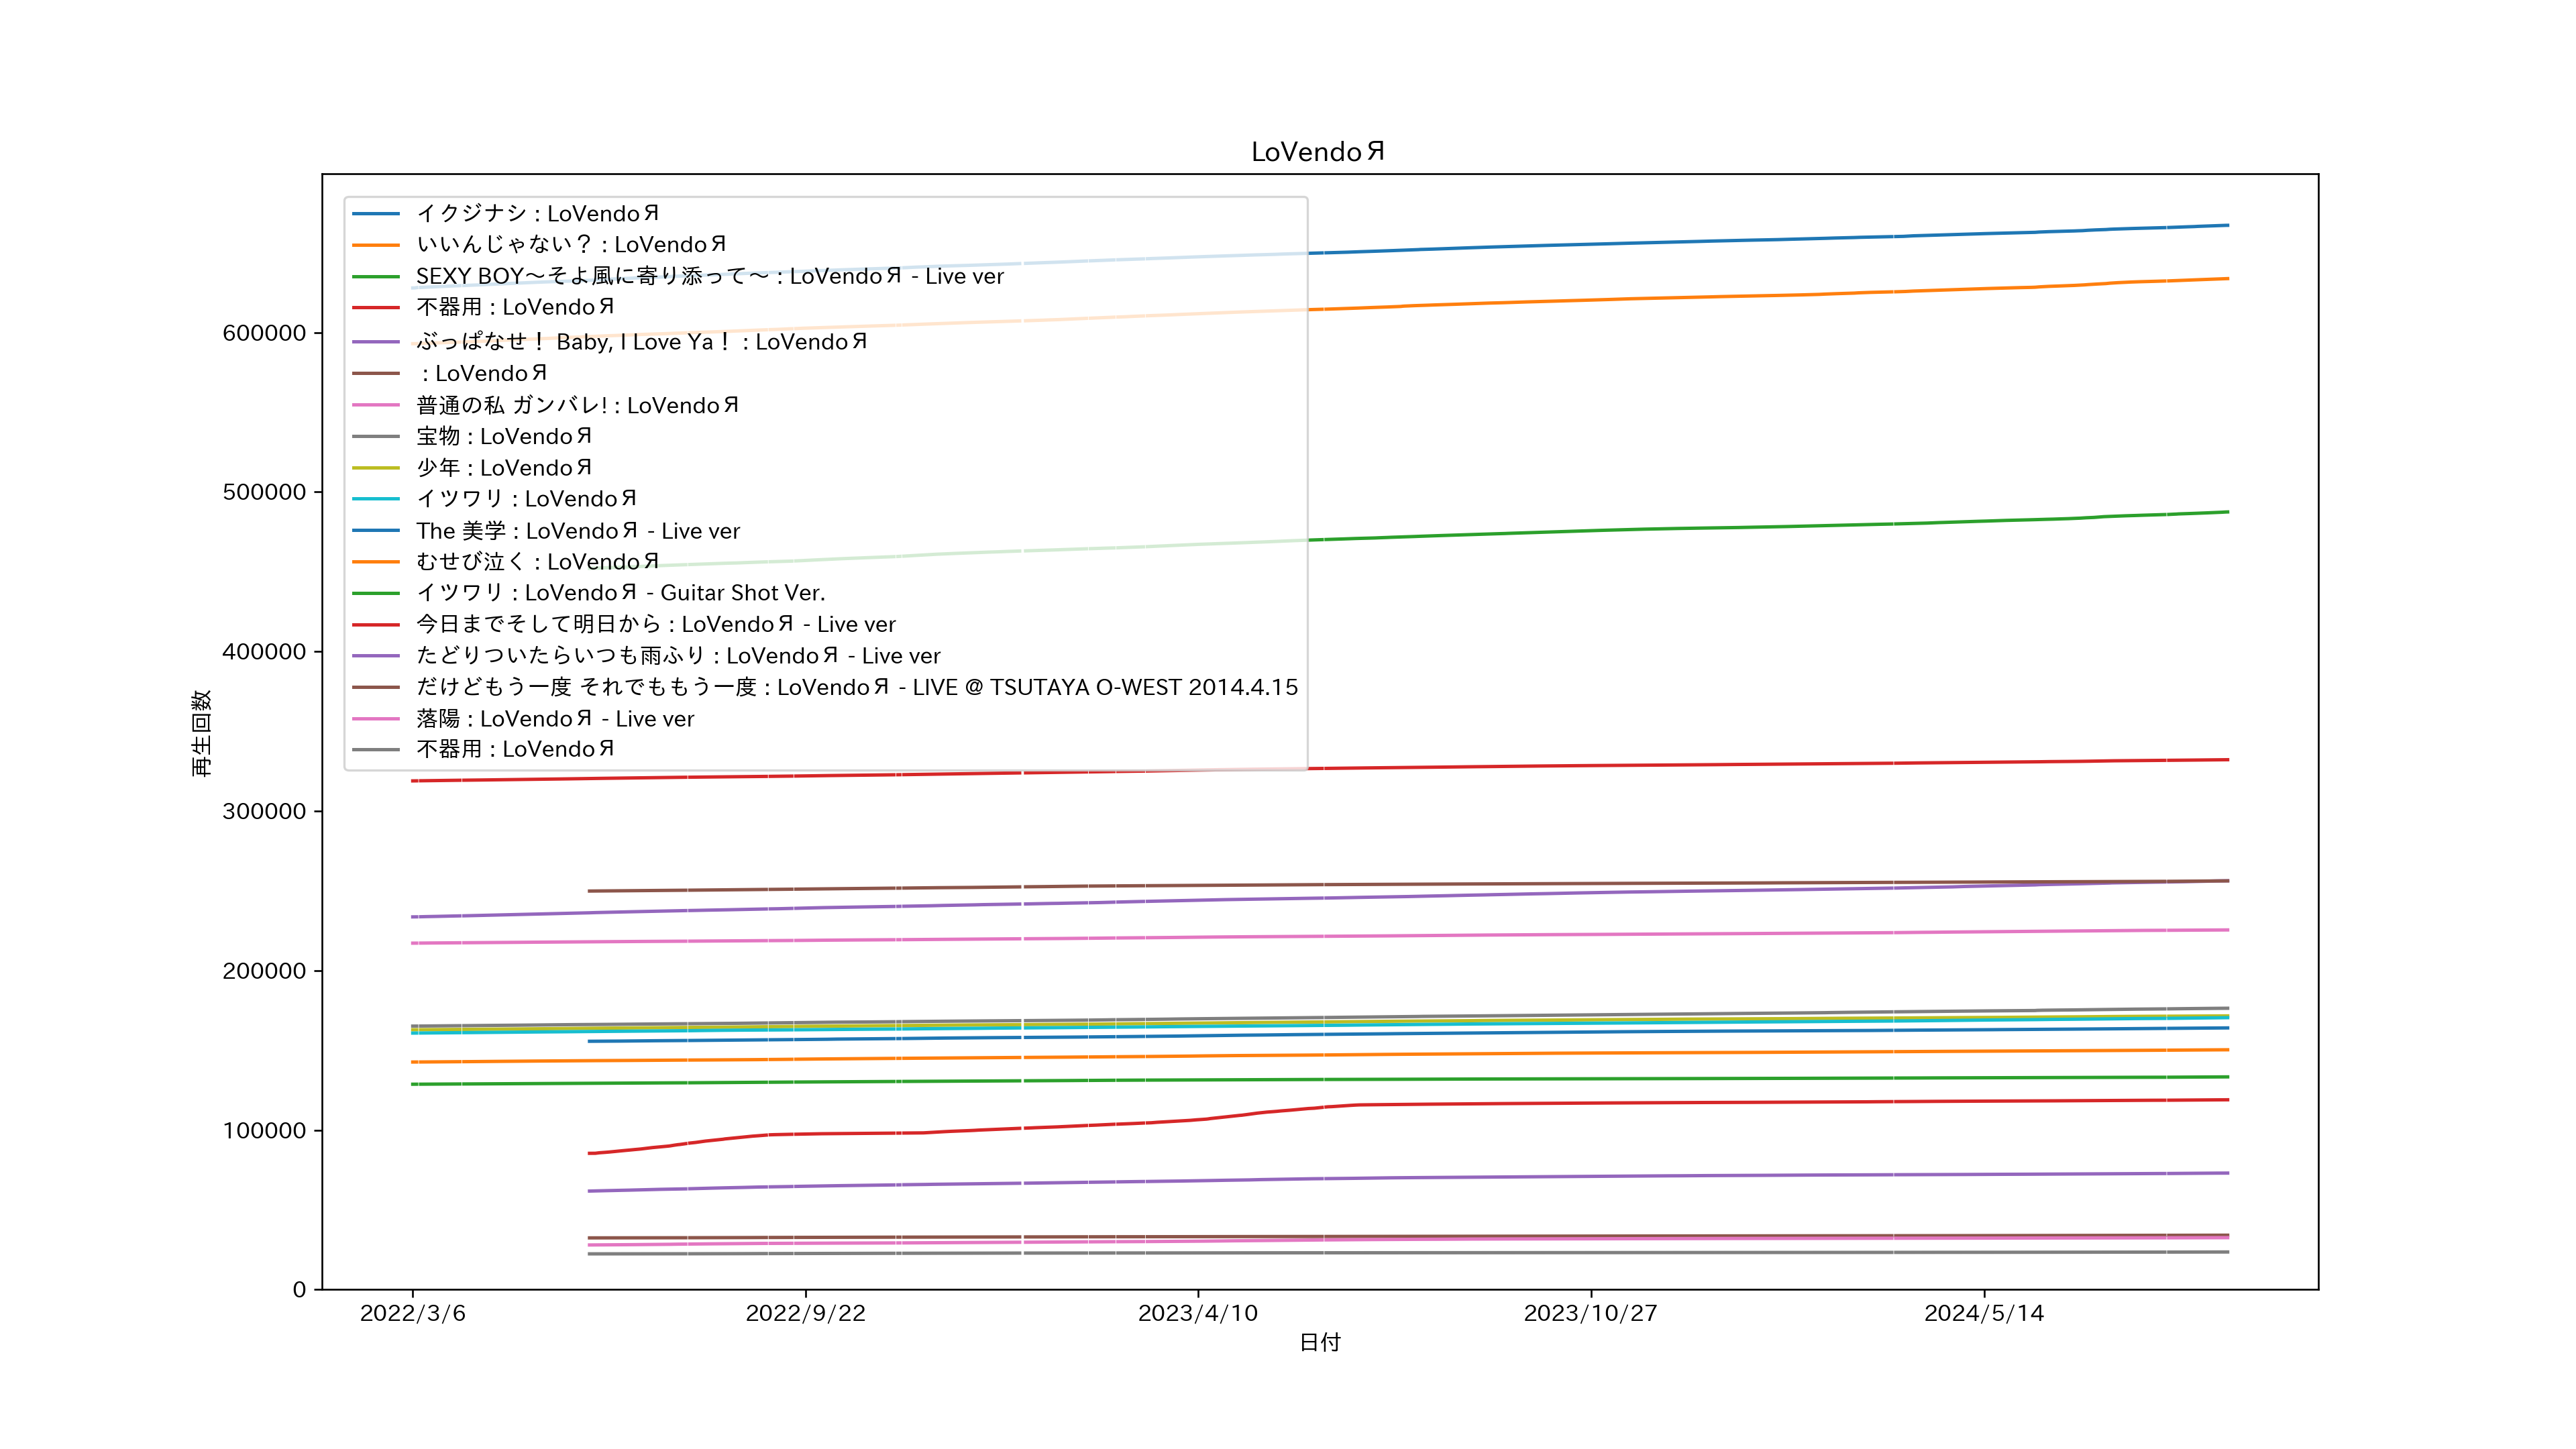 LoVendoЯ
イクジナシ : LoVendoЯ
いいんじゃない？ : LoVendoЯ
SEXY BOY～そよ風に寄り添って～ : LoVendoЯ - Live ver
不器用 : LoVendoЯ
ぶっぱなせ！ Baby, I Love Ya！ : LoVendoЯ
: LoVendoЯ
普通の私 ガンバレ! : LoVendoЯ
宝物 : LoVendoЯ
少年 : LoVendoЯ
イツワリ : LoVendoЯ
The 美学 : LoVendoЯ - Live ver
むせび泣く : LoVendoЯ
イツワリ : LoVendoЯ - Guitar Shot Ver.
今日までそして明日から : LoVendoЯ - Live ver
たどりついたらいつも雨ふり : LoVendoЯ - Live ver
だけどもう一度 それでももう一度 : LoVendoЯ - LIVE @ TSUTAYA O-WEST 2014.4.15
落陽 : LoVendoЯ - Live ver
不器用 : LoVendoЯ
600000
500000
400000
300000
200000
100000
0
再生回数
2022/3/6
2022/9/22
2023/4/10
2023/10/27
2024/5/14
日付